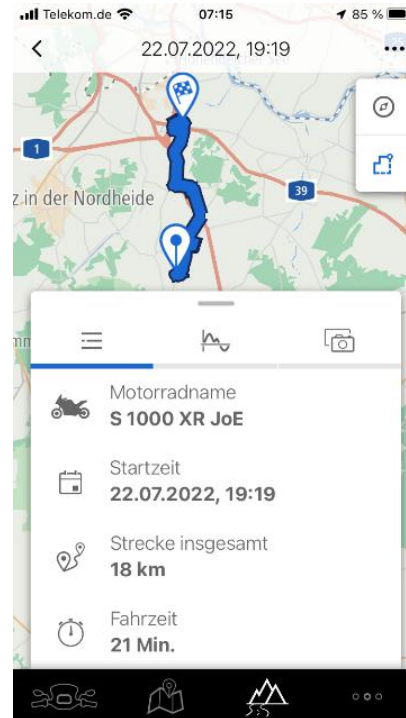 Telekom.de
07:15
85 %
22.07.2022, 19:19
1
39
z in der Nordheide
Motorradname
S 1000 XR JoE
Startzeit
22.07.2022, 19:19
Strecke insgesamt
18 km
Fahrzeit
21 Min.